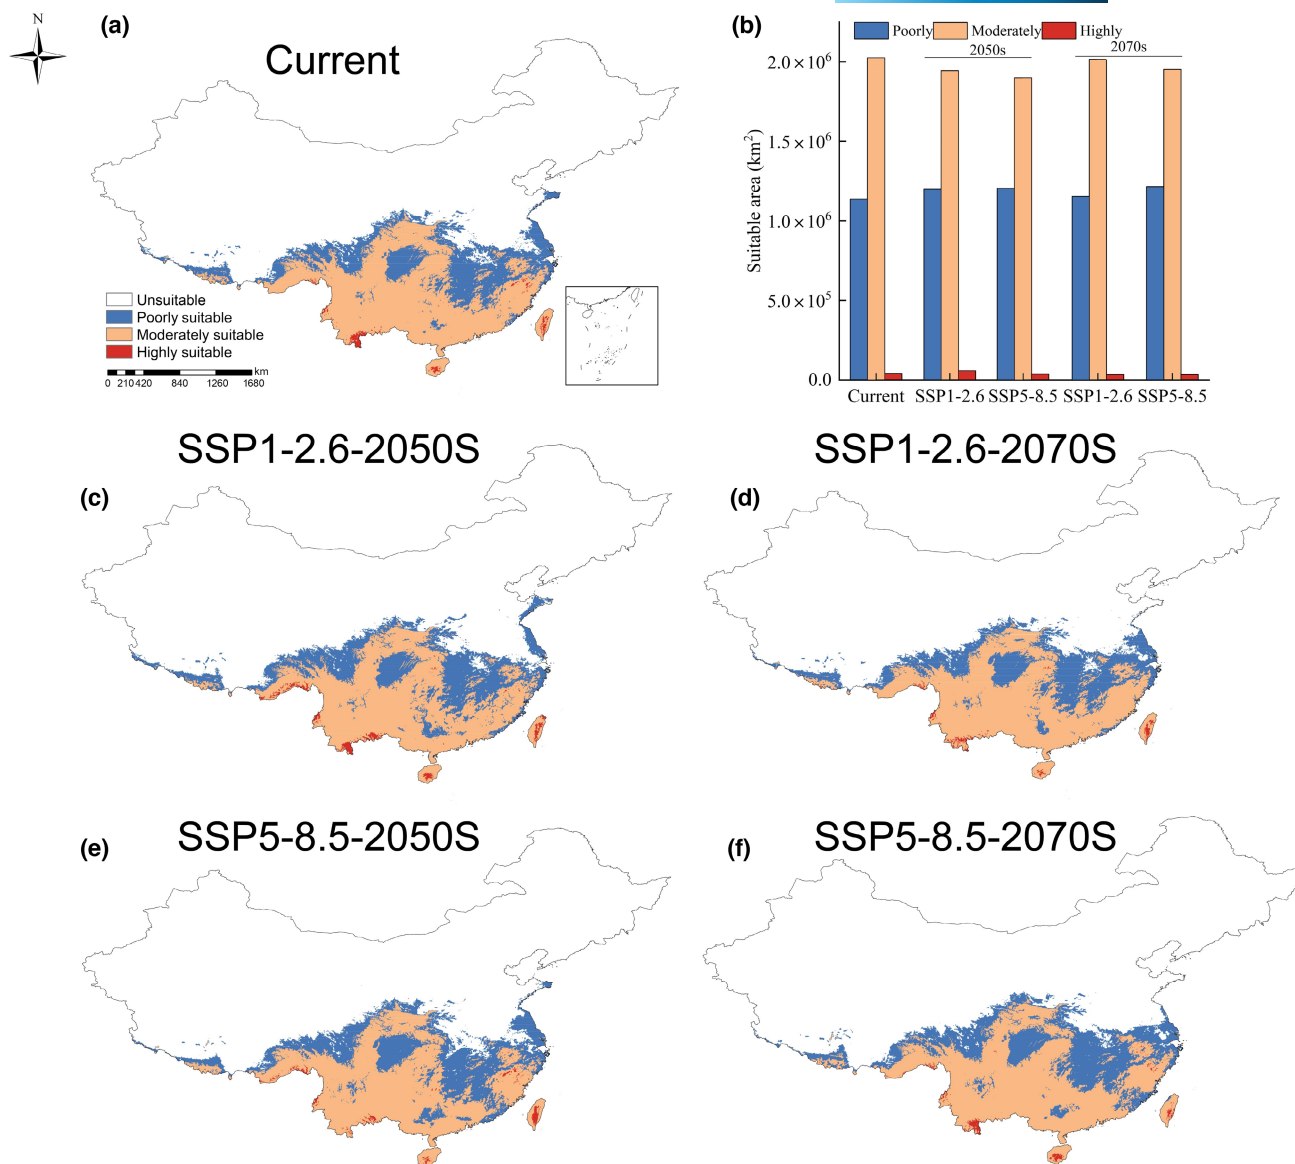 N
(a)
Current
Unsuitable
Poorly suitable
Moderately suitable
Highly suitable
km
0 210 420 840 1260 1680
(b)
Poorly Moderately Highly
2050s 2070s
Suitable area (km²)
2.0 × 10⁶
1.5 × 10⁶
1.0 × 10⁶
5.0 × 10⁵
0.0
Current SSP1-2.6 SSP5-8.5 SSP1-2.6 SSP5-8.5
SSP1-2.6-2050S
(c)
SSP1-2.6-2070S
(d)
SSP5-8.5-2050S
(e)
SSP5-8.5-2070S
(f)